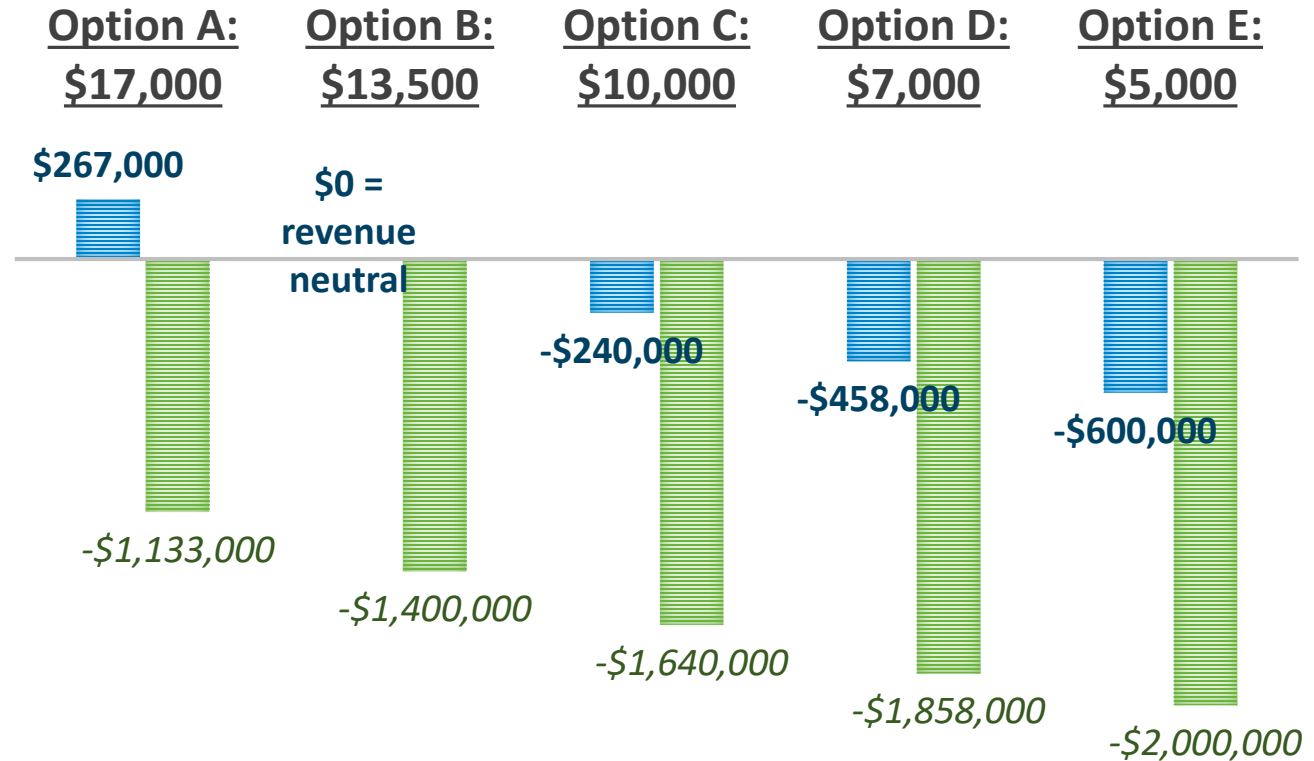 Option A:
$17,000
Option B:
$13,500
Option C:
$10,000
Option D:
$7,000
Option E:
$5,000
$267,000
$0 =
revenue
neutral
-$240,000
-$458,000
-$600,000
-$1,133,000
-$1,400,000
-$1,640,000
-$1,858,000
-$2,000,000